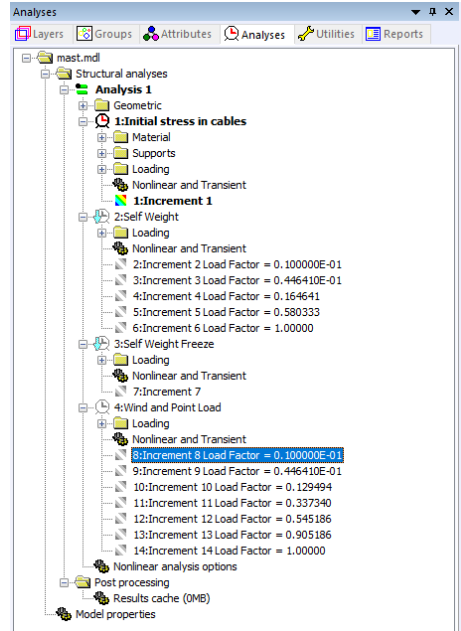 Analyses
Layers Groups Attributes Analyses Utilities Reports
mast.mdl
Structural analyses
Analysis 1
Geometric
1:Initial stress in cables
Material
Supports
Loading
Nonlinear and Transient
1:Increment 1
2:Self Weight
Loading
Nonlinear and Transient
2:Increment 2 Load Factor = 0.100000E-01
3:Increment 3 Load Factor = 0.446410E-01
4:Increment 4 Load Factor = 0.164641
5:Increment 5 Load Factor = 0.580333
6:Increment 6 Load Factor = 1.00000
3:Self Weight Freeze
Loading
Nonlinear and Transient
7:Increment 7
4:Wind and Point Load
Loading
Nonlinear and Transient
8:Increment 8 Load Factor = 0.100000E-01
9:Increment 9 Load Factor = 0.446410E-01
10:Increment 10 Load Factor = 0.129494
11:Increment 11 Load Factor = 0.337340
12:Increment 12 Load Factor = 0.545186
13:Increment 13 Load Factor = 0.905186
14:Increment 14 Load Factor = 1.00000
Nonlinear analysis options
Post processing
Results cache (0MB)
Model properties